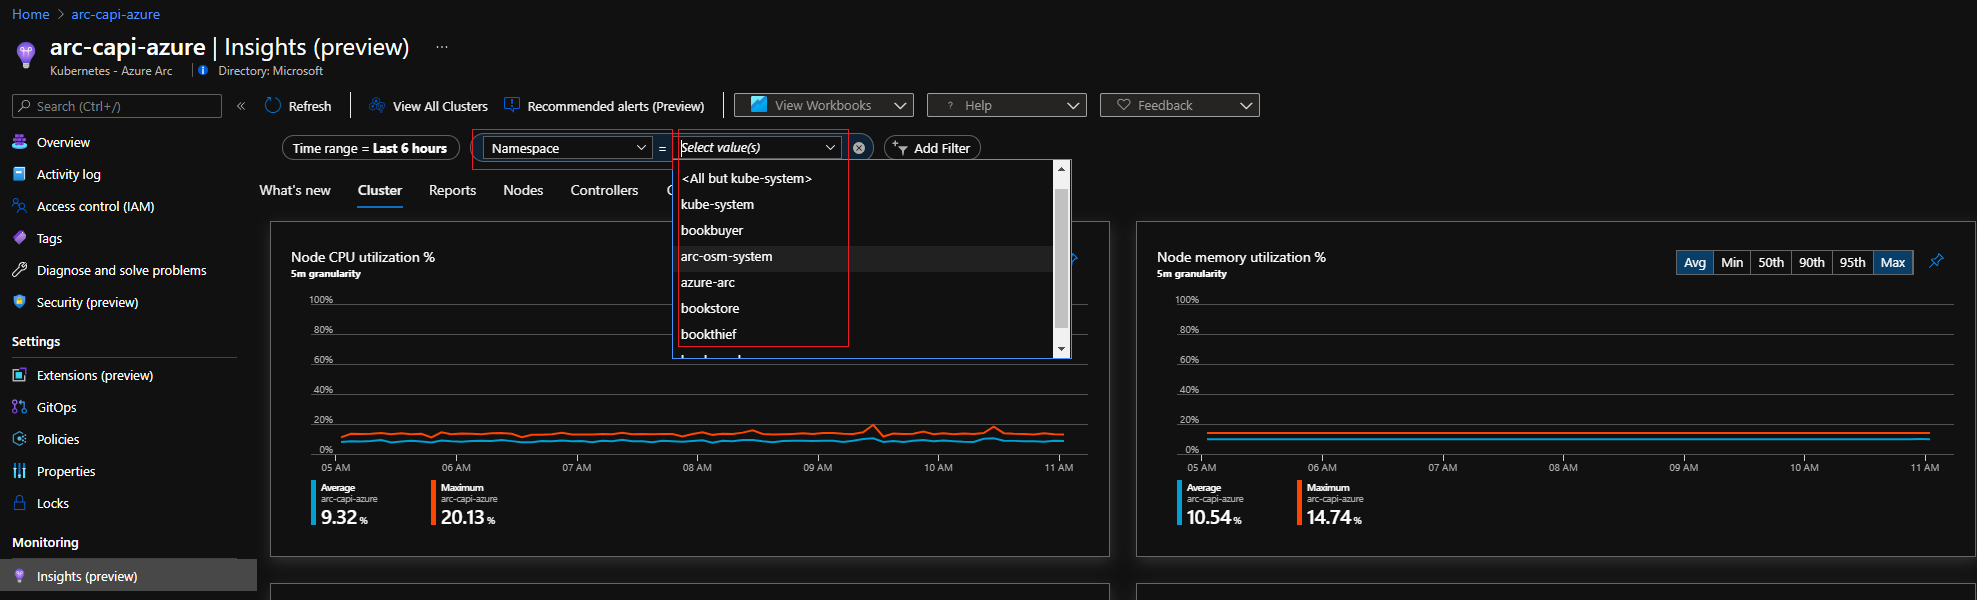 Home > arc-capi-azure
arc-capi-azure | Insights (preview) ...
Kubernetes - Azure Arc | Directory: Microsoft
Search (Ctrl+/)
«
Refresh
View All Clusters
Recommended alerts (Preview)
View Workbooks
? Help
Feedback
Time range = Last 6 hours
Namespace
=
Select value(s)
Add Filter
Overview
Activity log
Access control (IAM)
Tags
Diagnose and solve problems
Security (preview)
Settings
Extensions (preview)
GitOps
Policies
Properties
Locks
Monitoring
Insights (preview)
What's new
Cluster
Reports
Nodes
Controllers
<All but kube-system>
kube-system
bookbuyer
arc-osm-system
azure-arc
bookstore
bookthief
Node CPU utilization %
5m granularity
100%
80%
60%
40%
20%
0%
05 AM 06 AM 07 AM 08 AM 09 AM 10 AM 11 AM
Average
arc-capi-azure
9.32 %
Maximum
arc-capi-azure
20.13 %
Node memory utilization %
5m granularity
Avg Min 50th 90th 95th Max
100%
80%
60%
40%
20%
0%
05 AM 06 AM 07 AM 08 AM 09 AM 10 AM 11 AM
Average
arc-capi-azure
10.54 %
Maximum
arc-capi-azure
14.74 %